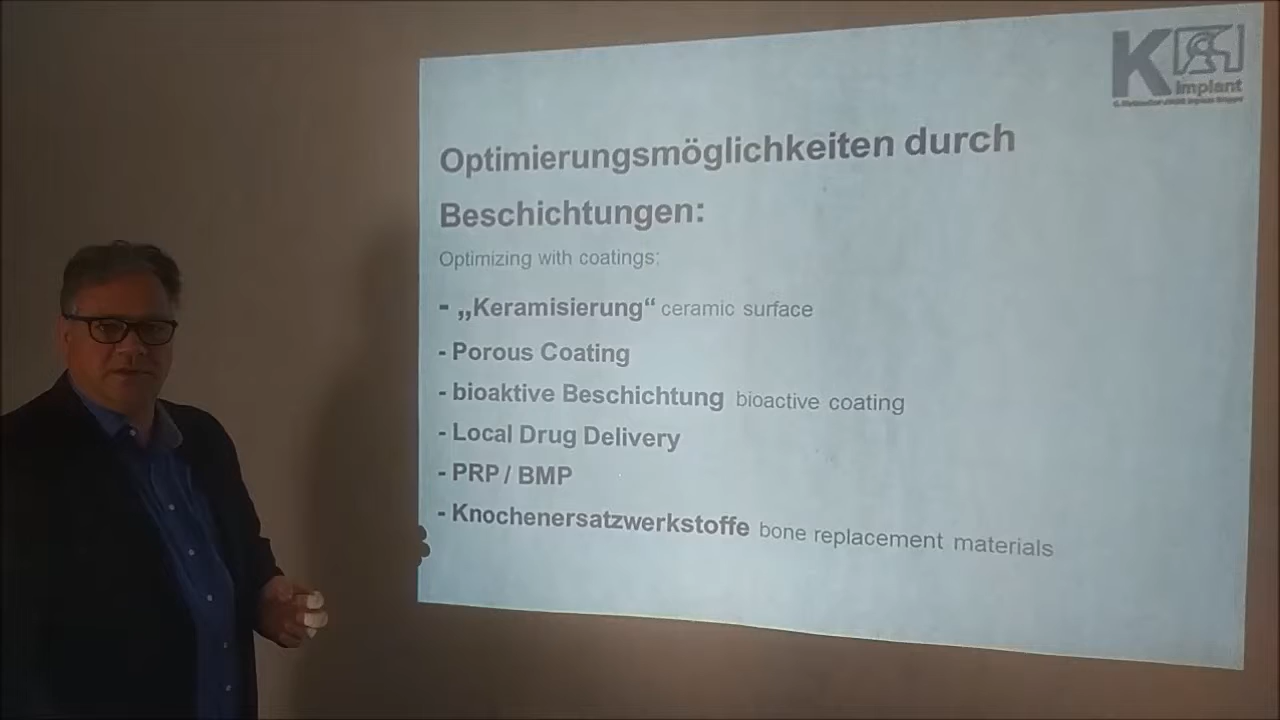 K
implant
Optimierungsmöglichkeiten durch
Beschichtungen:
Optimizing with coatings:
- „Keramisierung“ ceramic surface
- Porous Coating
- bioaktive Beschichtung bioactive coating
- Local Drug Delivery
- PRP / BMP
- Knochenersatzwerkstoffe bone replacement materials